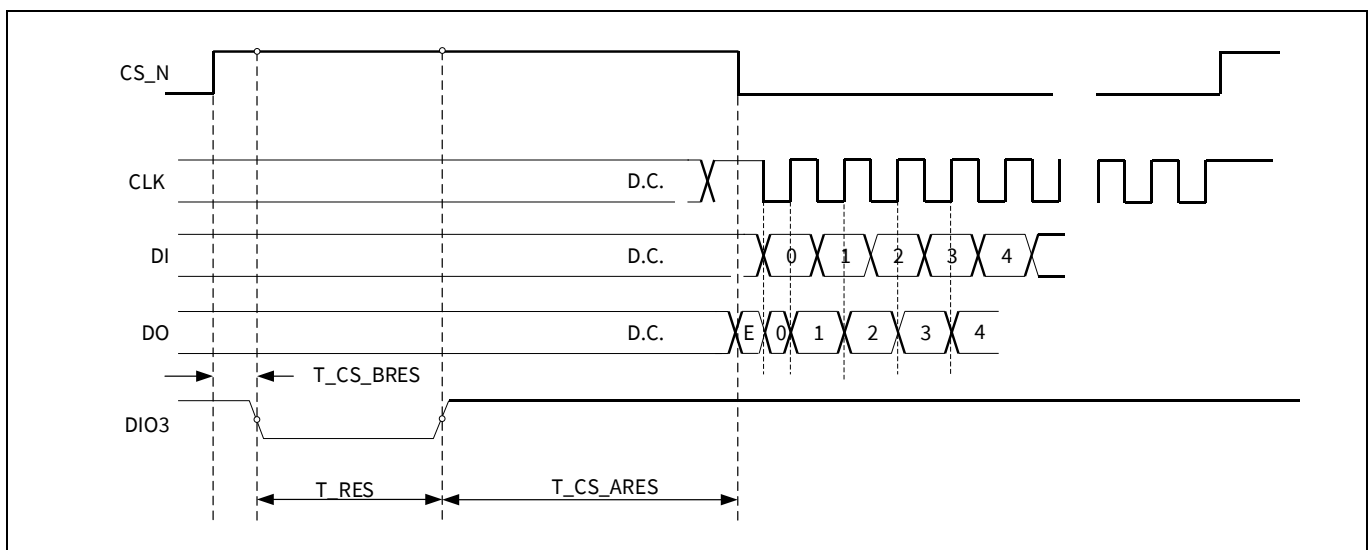 CS_N
CLK D.C.
DI D.C. 0 1 2 3 4
DO D.C. E 0 1 2 3 4
T_CS_BRES
DIO3
T_RES T_CS_ARES